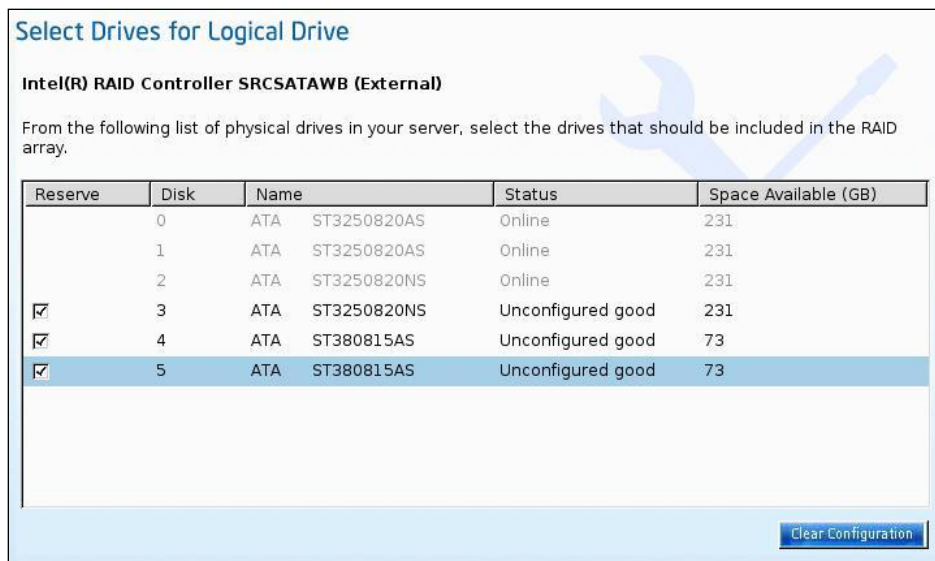 Select Drives for Logical Drive
Intel(R) RAID Controller SRCSATAWB (External)
From the following list of physical drives in your server, select the drives that should be included in the RAID
array.
Reserve Disk Name Status Space Available (GB)
0 ATA ST3250820AS Online 231
1 ATA ST3250820AS Online 231
2 ATA ST3250820NS Online 231
3 ATA ST3250820NS Unconfigured good 231
4 ATA ST380815AS Unconfigured good 73
5 ATA ST380815AS Unconfigured good 73
Clear Configuration